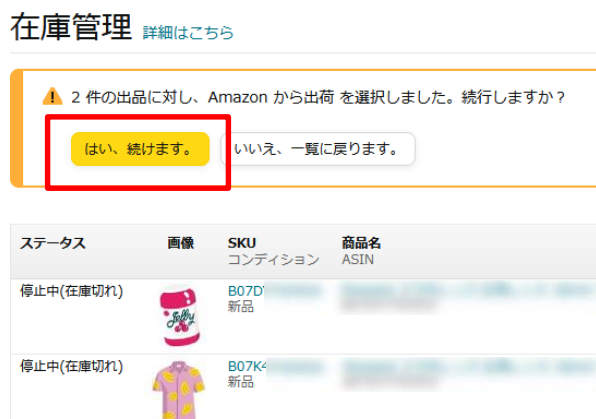 在庫管理 詳細はこちら
2 件の出品に対し、Amazon から出荷 を選択しました。続行しますか？
はい、続けます。 いいえ、一覧に戻ります。
ステータス 画像 SKU 商品名
コンディション ASIN
停止中(在庫切れ) B07D
新品
Jelly
停止中(在庫切れ) B07K4
新品